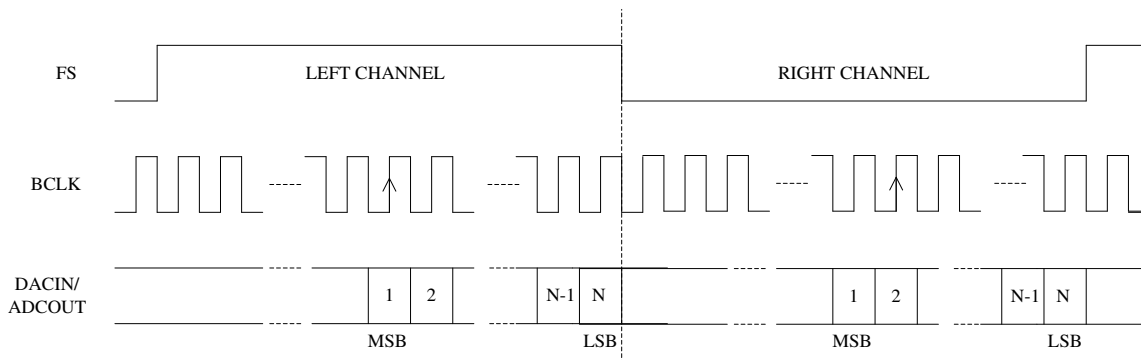 FS
LEFT CHANNEL
RIGHT CHANNEL
BCLK
DACIN/
ADCOUT
1 2 N-1 N 1 2 N-1 N
MSB LSB MSB LSB